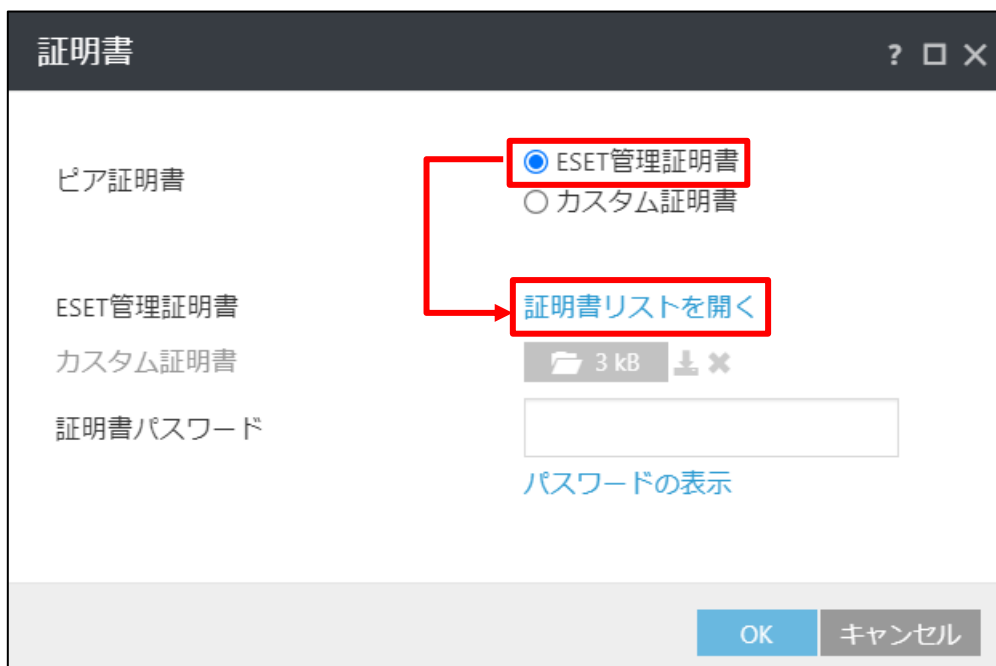 証明書
?
ピア証明書
ESET管理証明書
カスタム証明書
ESET管理証明書
証明書リストを開く
カスタム証明書
3 kB
証明書パスワード
パスワードの表示
OK
キャンセル